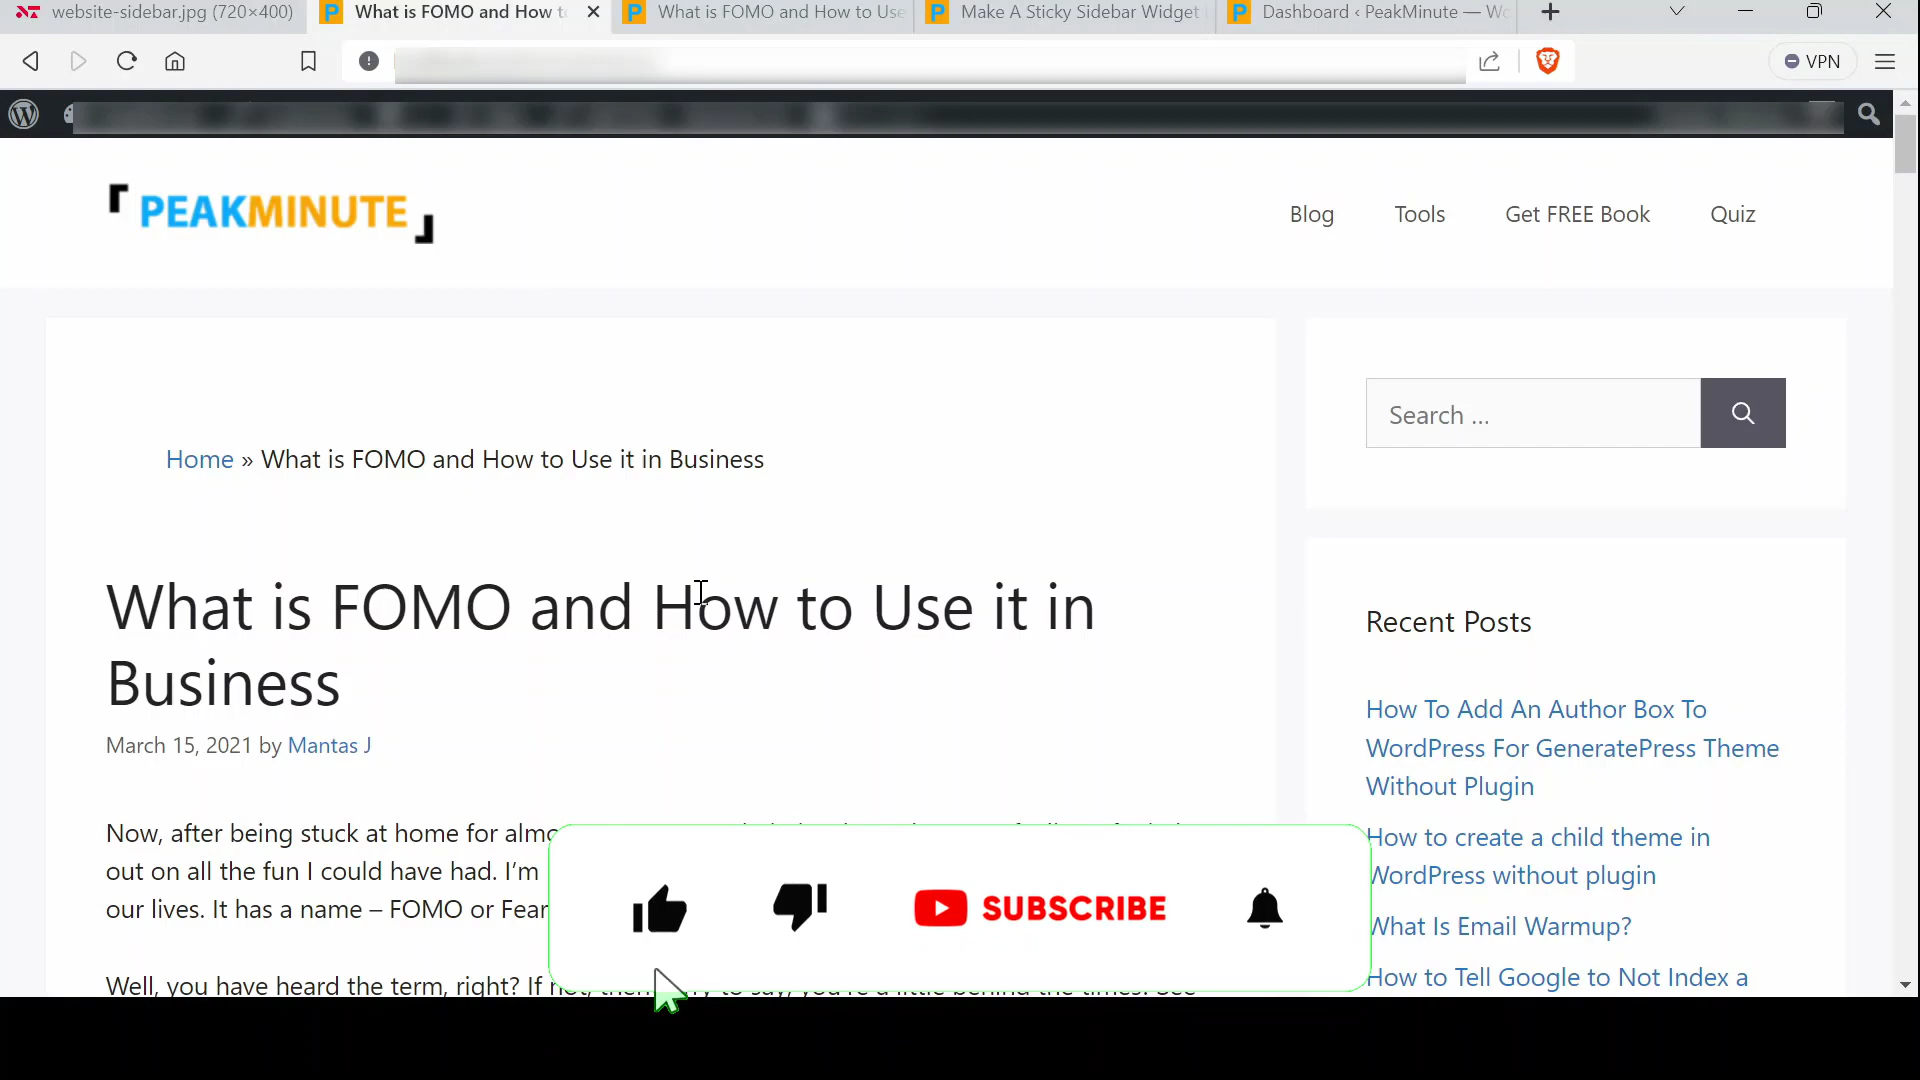 website-sidebar.jpg (720×400)
What is FOMO and How to
What is FOMO and How to Use
Make A Sticky Sidebar Widget
Dashboard ‹ PeakMinute — Wo
VPN
PEAKMINUTE
Blog
Tools
Get FREE Book
Quiz
Search ...
Home » What is FOMO and How to Use it in Business
What is FOMO and How to Use it in
Business
March 15, 2021 by Mantas J
Now, after being stuck at home for almo
out on all the fun I could have had. I'm
our lives. It has a name – FOMO or Fear
Well, you have heard the term, right? If not, then
Recent Posts
How To Add An Author Box To
WordPress For GeneratePress Theme
Without Plugin
How to create a child theme in
WordPress without plugin
What Is Email Warmup?
How to Tell Google to Not Index a
SUBSCRIBE